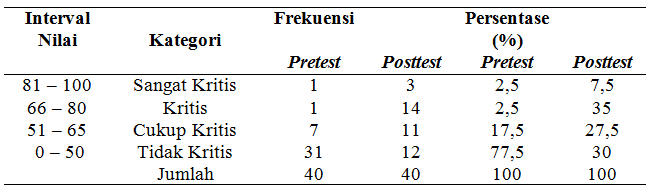 Interval Nilai Kategori Frekuensi Persentase (%)
Pretest Posttest Pretest Posttest
81 – 100 Sangat Kritis 1 3 2,5 7,5
66 – 80 Kritis 1 14 2,5 35
51 – 65 Cukup Kritis 7 11 17,5 27,5
0 – 50 Tidak Kritis 31 12 77,5 30
Jumlah 40 40 100 100